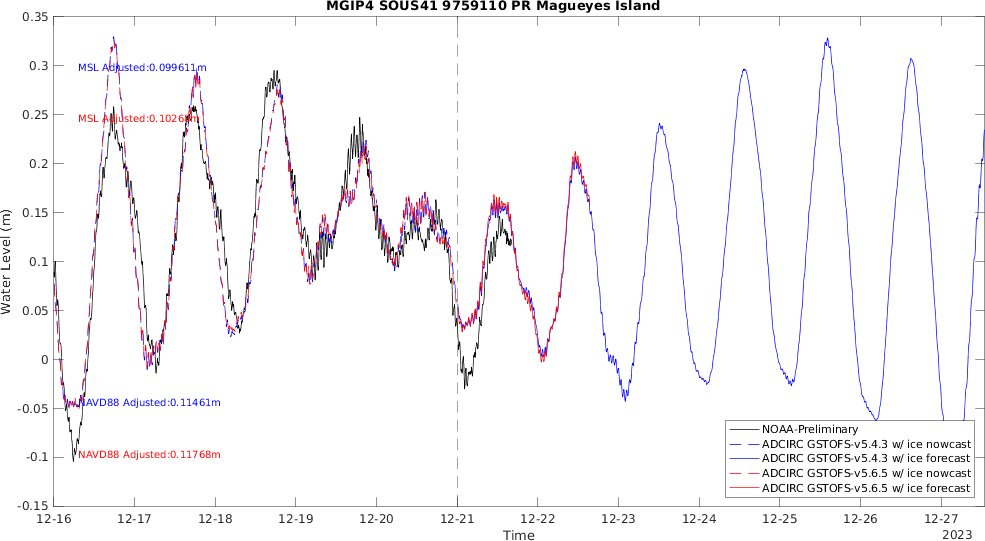 MGIP4 SOUS41 9759110 PR Magueyes Island
0.35
0.3
0.25
0.2
0.15
0.1
0.05
0
-0.05
-0.1
-0.15
Water Level (m)
MSL Adjusted:0.099611m
MSL Adjusted:0.10268m
NAVD88 Adjusted:0.11461m
NAVD88 Adjusted:0.11768m
NOAA-Preliminary
ADCIRC GSTOFS-v5.4.3 w/ ice nowcast
ADCIRC GSTOFS-v5.4.3 w/ ice forecast
ADCIRC GSTOFS-v5.6.5 w/ ice nowcast
ADCIRC GSTOFS-v5.6.5 w/ ice forecast
12-16 12-17 12-18 12-19 12-20 12-21 12-22 12-23 12-24 12-25 12-26 12-27
Time
2023